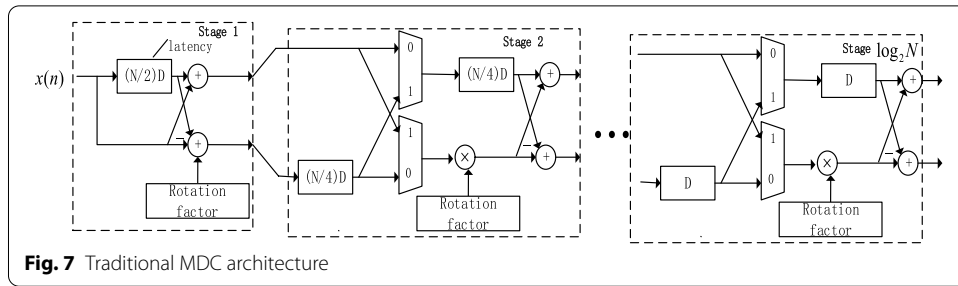 Stage 1
latency
x(n)
(N/2)D
+
−
+
Rotation
factor
(N/4)D
Stage 2
0
1
1
0
(N/4)D
×
Rotation
factor
+
−
+
•••
D
Stage log₂N
0
1
1
0
D
×
Rotation
factor
+
−
+
Fig. 7 Traditional MDC architecture